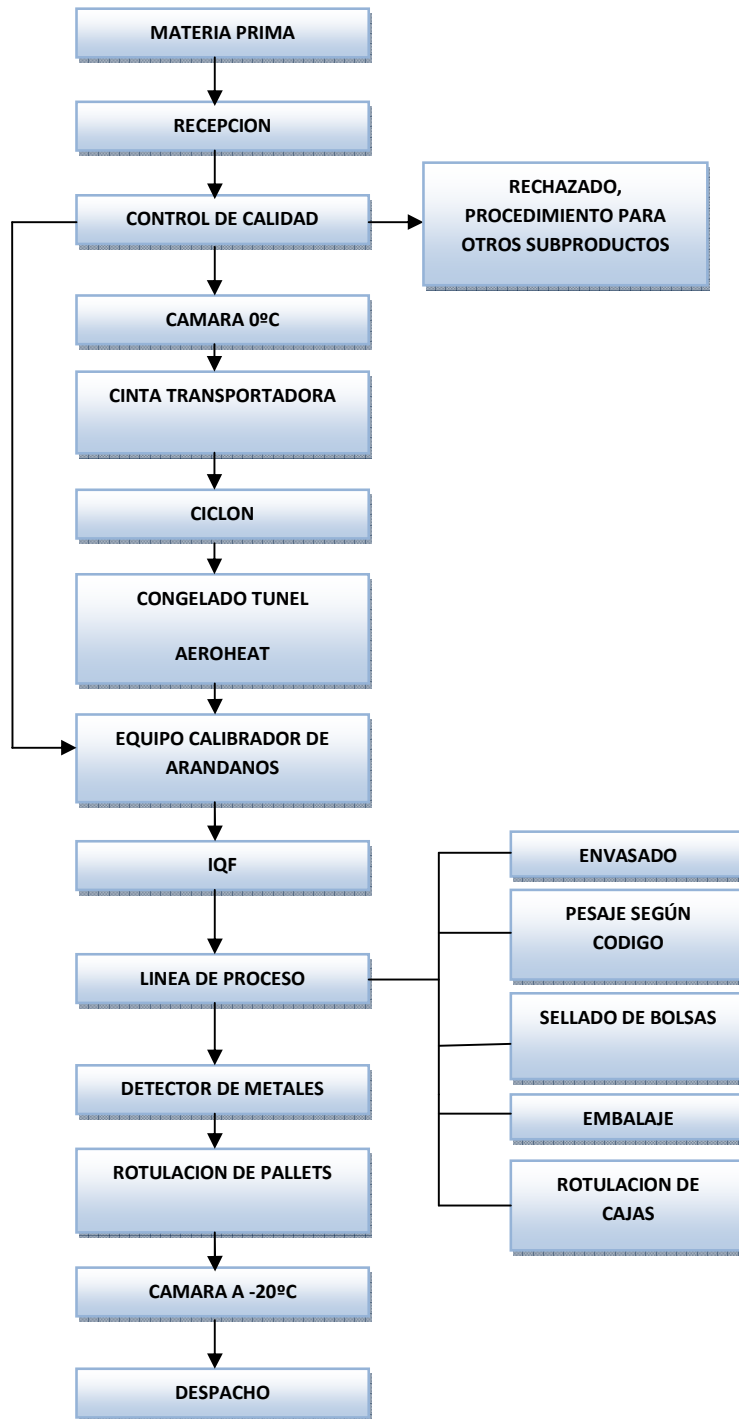 MATERIA PRIMA
RECEPCION
CONTROL DE CALIDAD
RECHAZADO,
PROCEDIMIENTO PARA
OTROS SUBPRODUCTOS
CAMARA 0ºC
CINTA TRANSPORTADORA
CICLON
CONGELADO TUNEL
AEROHEAT
EQUIPO CALIBRADOR DE
ARANDANOS
IQF
LINEA DE PROCESO
ENVASADO
PESAJE SEGÚN
CODIGO
SELLADO DE BOLSAS
EMBALAJE
ROTULACION DE
CAJAS
DETECTOR DE METALES
ROTULACION DE PALLETS
CAMARA A -20ºC
DESPACHO